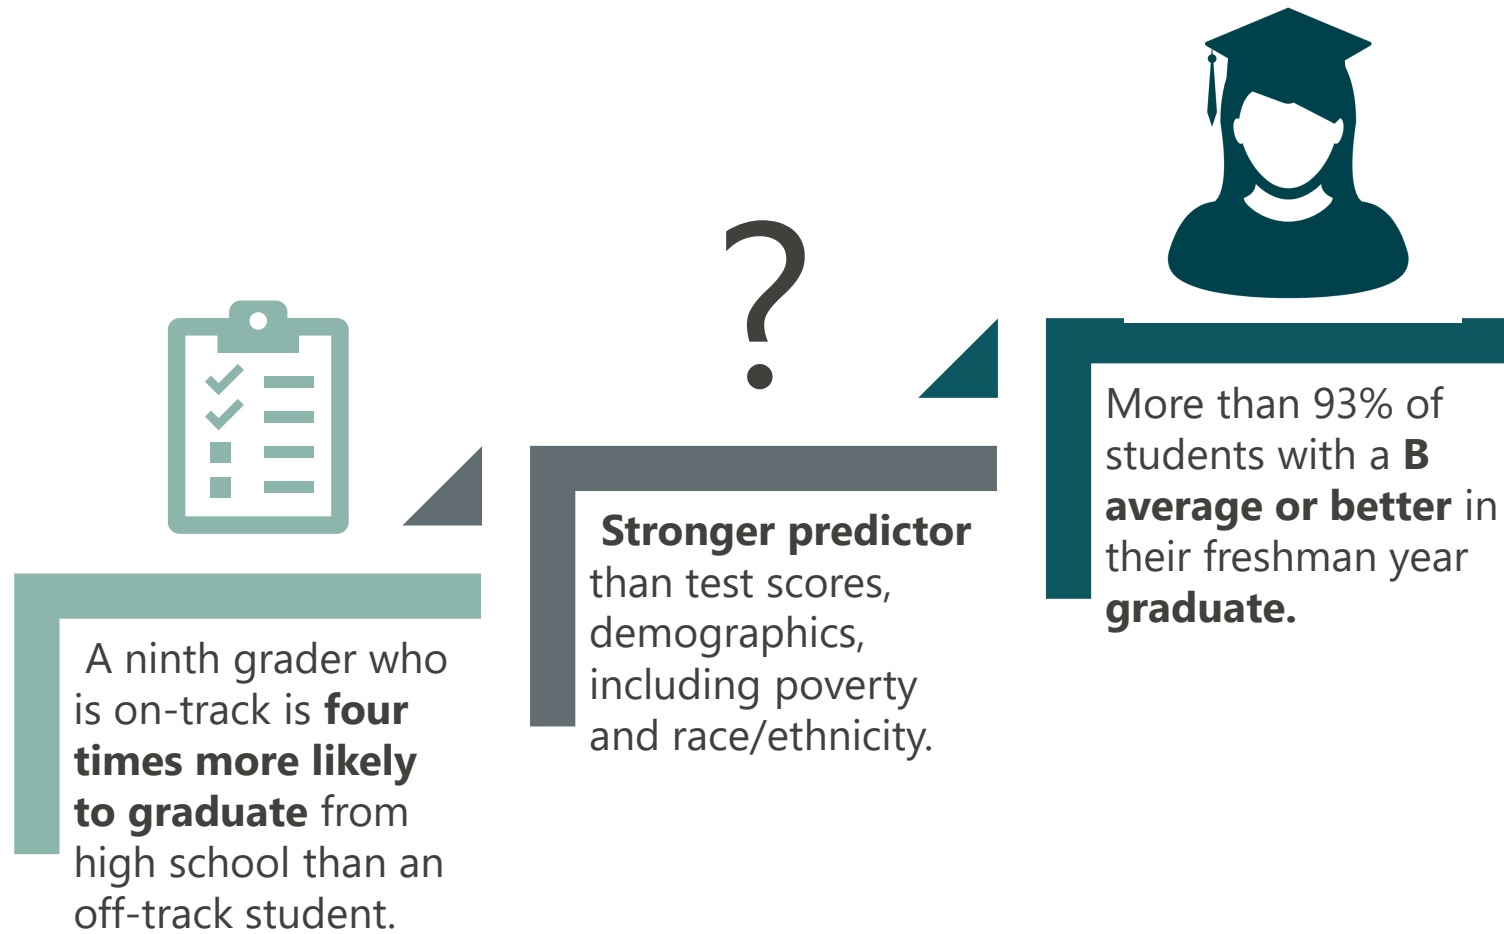 A ninth grader who
is on-track is four
times more likely
to graduate from
high school than an
off-track student.
?
Stronger predictor
than test scores,
demographics,
including poverty
and race/ethnicity.
More than 93% of
students with a B
average or better in
their freshman year
graduate.